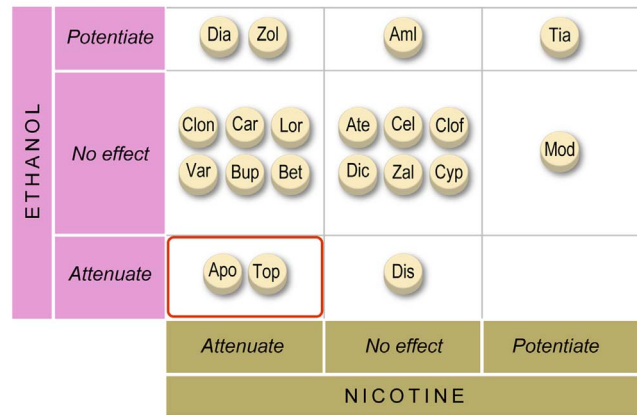 ETHANOL
Potentiate
Dia Zol
Aml
Tia
No effect
Clon Car Lor
Ate Cel Clof
Var Bup Bet
Dic Zal Cyp
Mod
Attenuate
Apo Top
Dis
Attenuate
No effect
Potentiate
NICOTINE